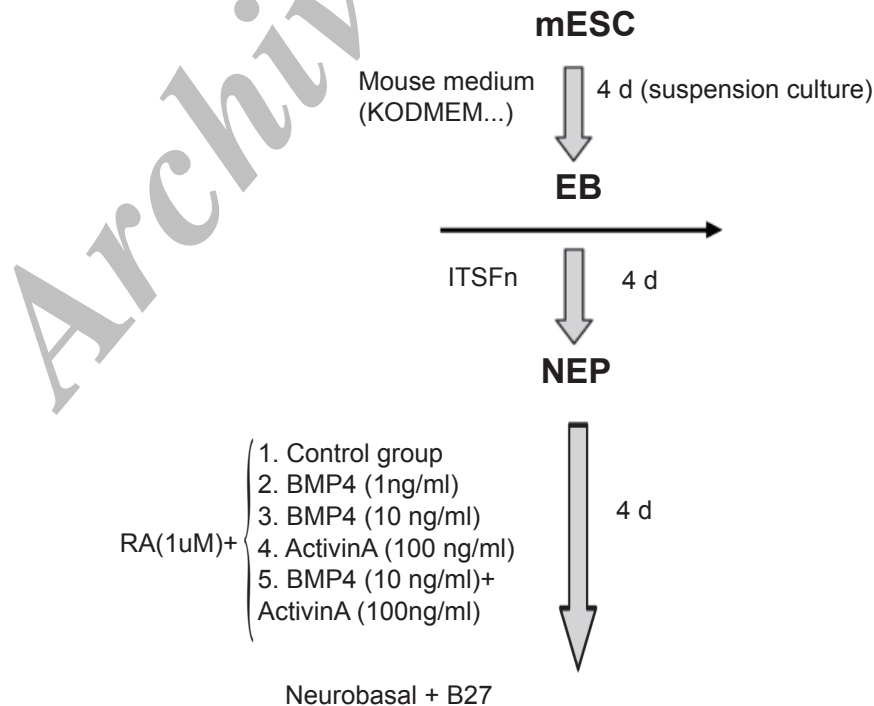 mESC
Mouse medium
(KODMEM...)
4 d (suspension culture)
EB
ITSFn
4 d
NEP
RA(1uM)+
1. Control group
2. BMP4 (1ng/ml)
3. BMP4 (10 ng/ml)
4. ActivinA (100 ng/ml)
5. BMP4 (10 ng/ml)+
ActivinA (100ng/ml)
4 d
Neurobasal + B27
Archiv